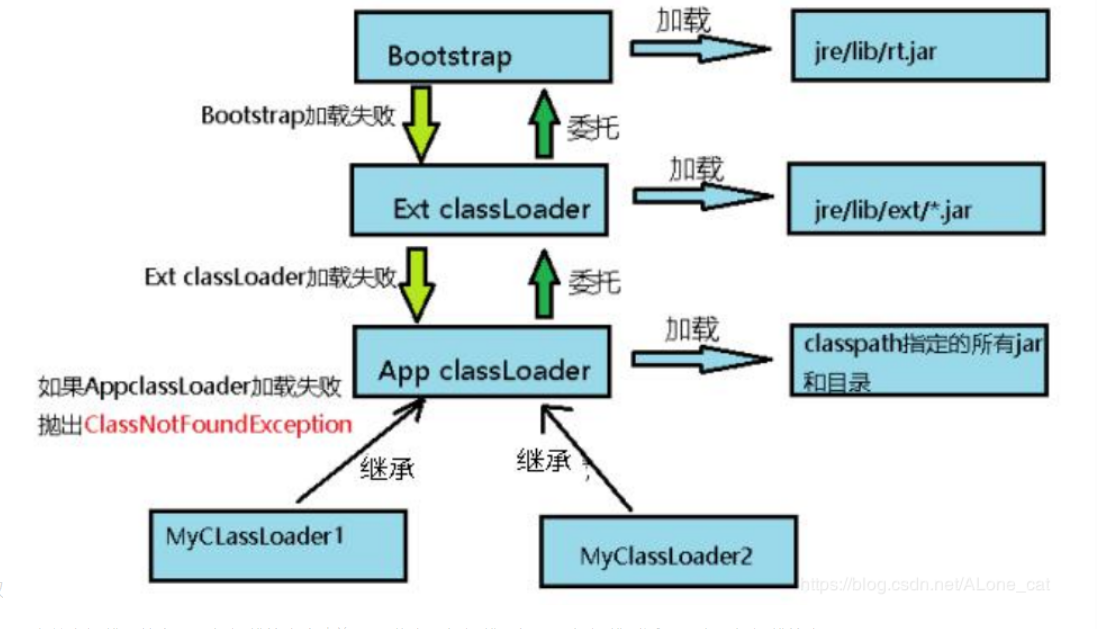 加载
Bootstrap
jre/lib/rt.jar
Bootstrap加载失败
委托
加载
Ext classLoader
jre/lib/ext/*.jar
Ext classLoader加载失败
委托
加载
App classLoader
classpath指定的所有jar
和目录
如果AppclassLoader加载失败
抛出ClassNotFoundException
继承
继承
MyCLassLoader1
MyClassLoader2
https://blog.csdn.net/ALone_cat